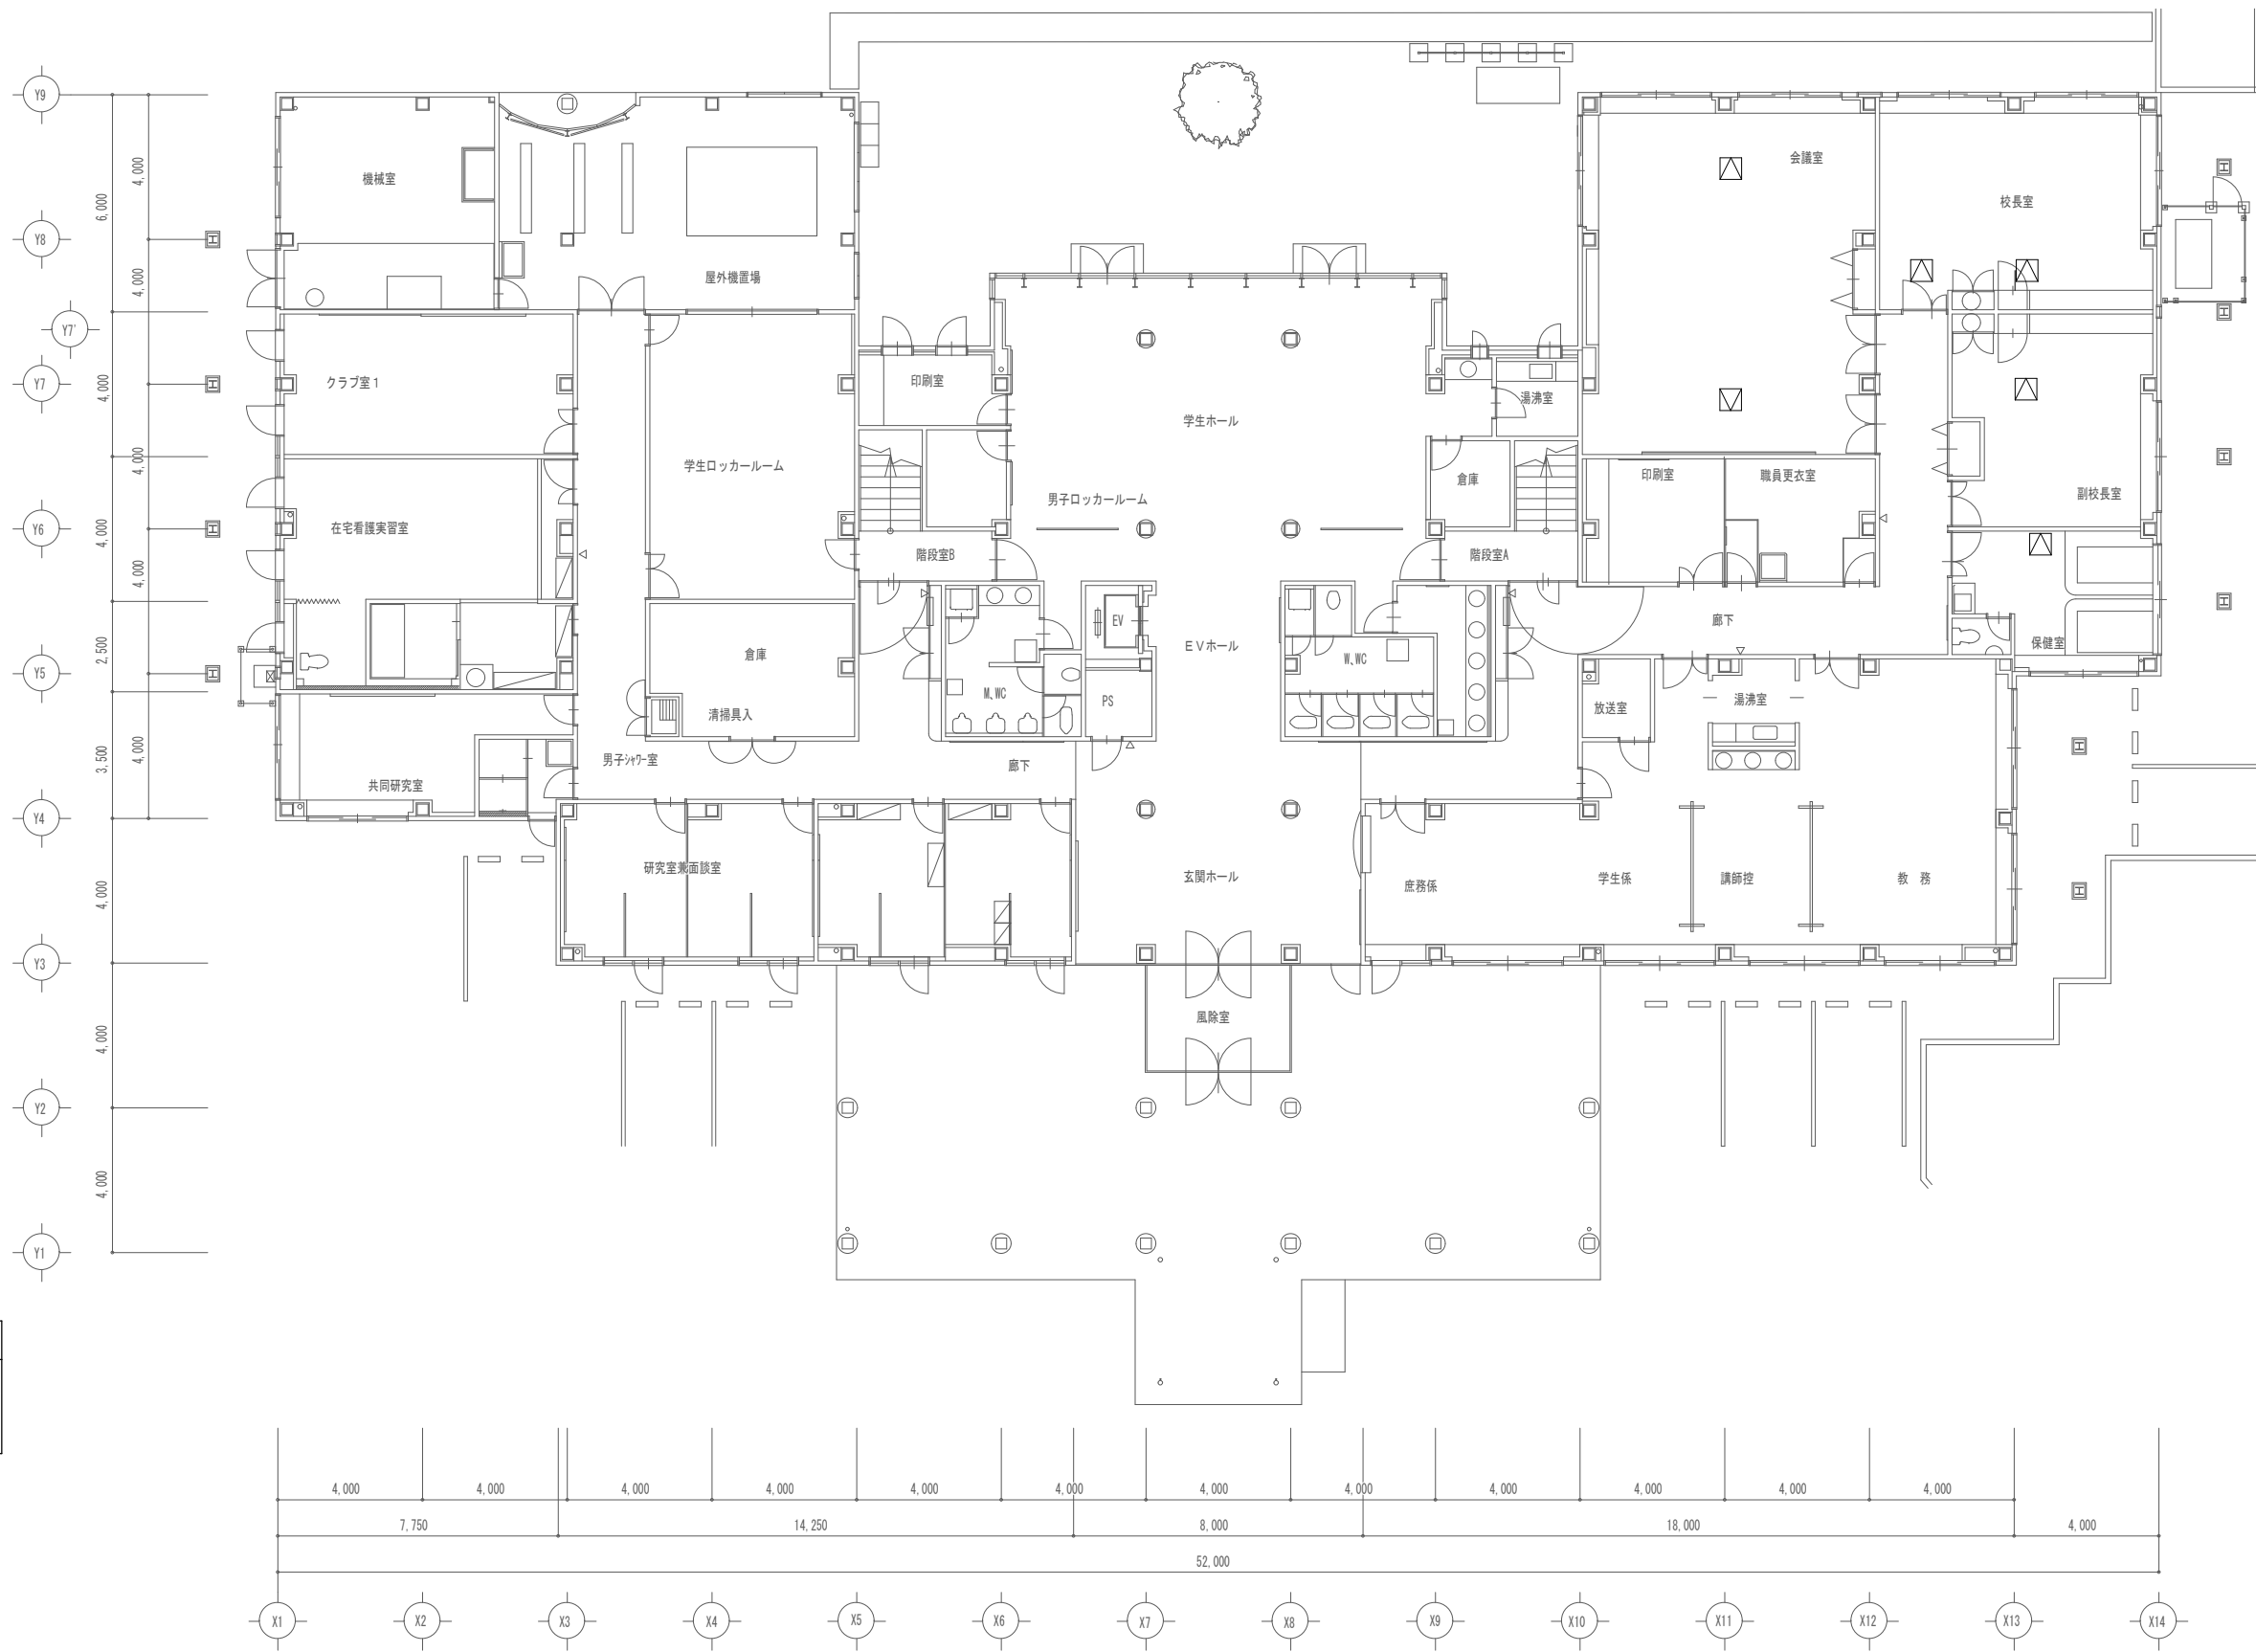 Y9
Y8
Y7'
Y7
Y6
Y5
Y4
Y3
Y2
Y1
6,000
4,000
4,000
2,500
3,500
4,000
4,000
4,000
4,000
4,000
4,000
4,000
4,000
機械室
屋外機置場
会議室
校長室
クラブ室1
印刷室
学生ホール
湯沸室
学生ロッカールーム
倉庫
印刷室
職員更衣室
男子ロッカールーム
副校長室
在宅看護実習室
階段室B
階段室A
EV
廊下
倉庫
EVホール
W、WC
保健室
M、WC
PS
放送室
湯沸室
清掃具入
男子シャワー室
廊下
共同研究室
研究室兼面談室
玄関ホール
庶務係
学生係
講師控
教 務
風除室
4,000
4,000
4,000
4,000
4,000
4,000
4,000
4,000
4,000
4,000
4,000
4,000
7,750
14,250
8,000
18,000
4,000
52,000
X1
X2
X3
X4
X5
X6
X7
X8
X9
X10
X11
X12
X13
X14